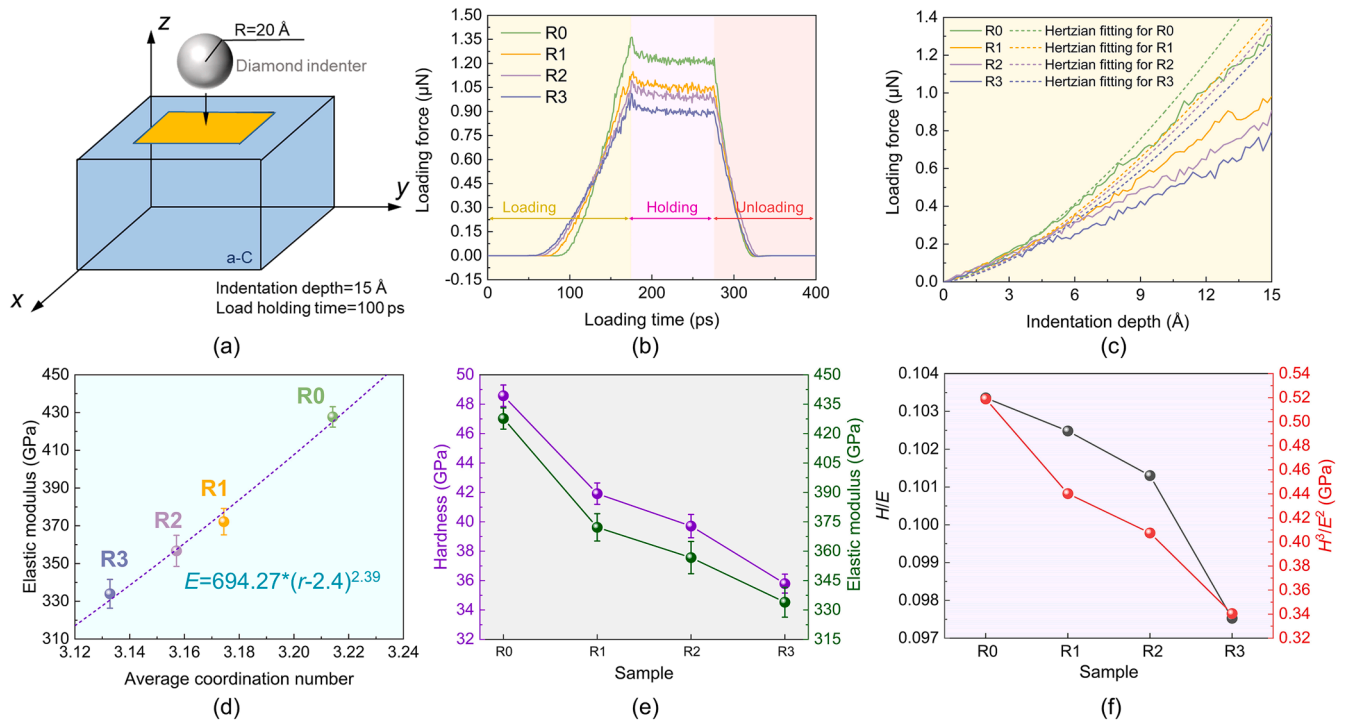 z
R=20 Å
Diamond indenter
y
x
a-C
Indentation depth=15 Å
Load holding time=100 ps
(a)
1.50
1.35
1.20
1.05
0.90
0.75
0.60
0.45
0.30
0.15
0.00
-0.15
Loading force (μN)
R0
R1
R2
R3
Loading
Holding
Unloading
0
100
200
300
400
Loading time (ps)
(b)
1.4
1.2
1.0
0.8
0.6
0.4
0.2
0.0
Loading force (μN)
R0 Hertzian fitting for R0
R1 Hertzian fitting for R1
R2 Hertzian fitting for R2
R3 Hertzian fitting for R3
0
3
6
9
12
15
Indentation depth (Å)
(c)
450
430
410
390
370
350
330
310
Elastic modulus (GPa)
R0
R1
R2
R3
E=694.27*(r-2.4)2.39
3.12
3.14
3.16
3.18
3.20
3.22
3.24
Average coordination number
(d)
50
48
46
44
42
40
38
36
34
32
Hardness (GPa)
450
435
420
405
390
375
360
345
330
315
Elastic modulus (GPa)
R0
R1
R2
R3
Sample
(e)
0.104
0.103
0.102
0.101
0.100
0.099
0.098
0.097
H/E
0.54
0.52
0.50
0.48
0.46
0.44
0.42
0.40
0.38
0.36
0.34
0.32
H3/E2 (GPa)
R0
R1
R2
R3
Sample
(f)